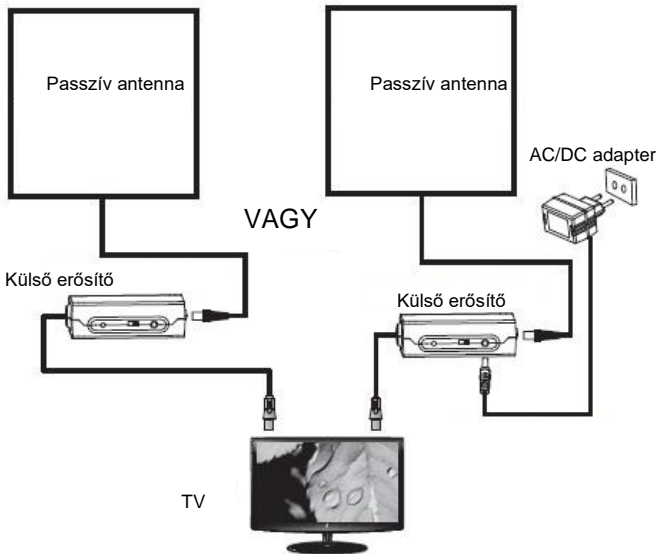 Passzív antenna
Passzív antenna
AC/DC adapter
VAGY
Külső erősítő
Külső erősítő
TV